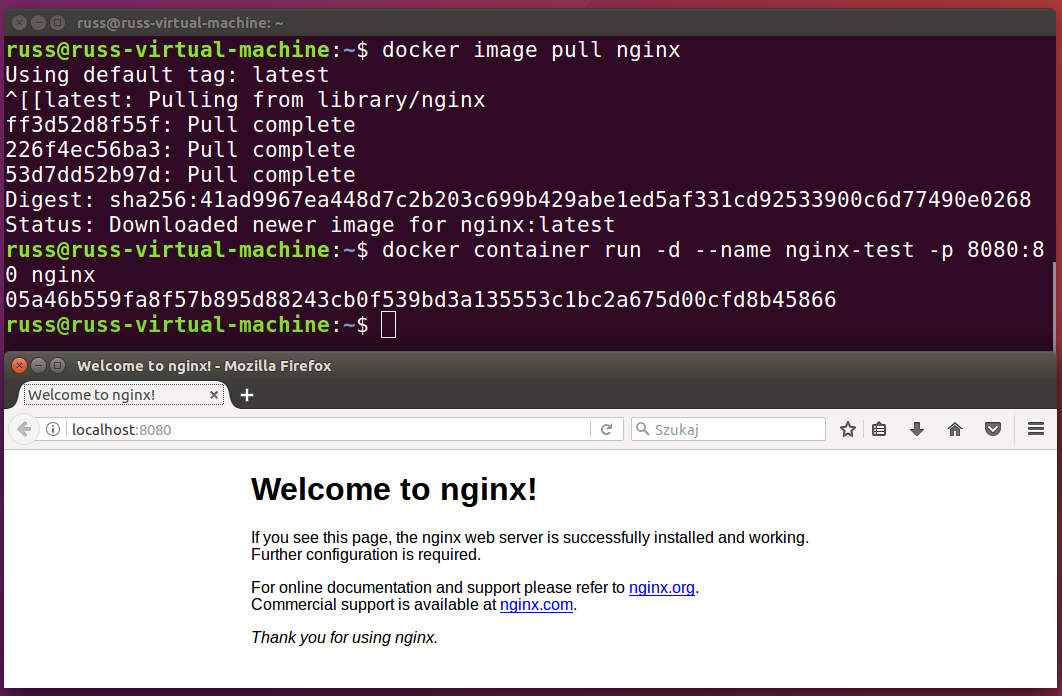 russ@russ-virtual-machine: ~
russ@russ-virtual-machine:~$ docker image pull nginx
Using default tag: latest
^[[latest: Pulling from library/nginx
ff3d52d8f55f: Pull complete
226f4ec56ba3: Pull complete
53d7dd52b97d: Pull complete
Digest: sha256:41ad9967ea448d7c2b203c699b429abe1ed5af331cd92533900c6d77490e0268
Status: Downloaded newer image for nginx:latest
russ@russ-virtual-machine:~$ docker container run -d --name nginx-test -p 8080:8
0 nginx
05a46b559fa8f57b895d88243cb0f539bd3a135553c1bc2a675d00cfd8b45866
russ@russ-virtual-machine:~$
Welcome to nginx! - Mozilla Firefox
Welcome to nginx!
localhost:8080
Szukaj
Welcome to nginx!
If you see this page, the nginx web server is successfully installed and working.
Further configuration is required.
For online documentation and support please refer to nginx.org.
Commercial support is available at nginx.com.
Thank you for using nginx.